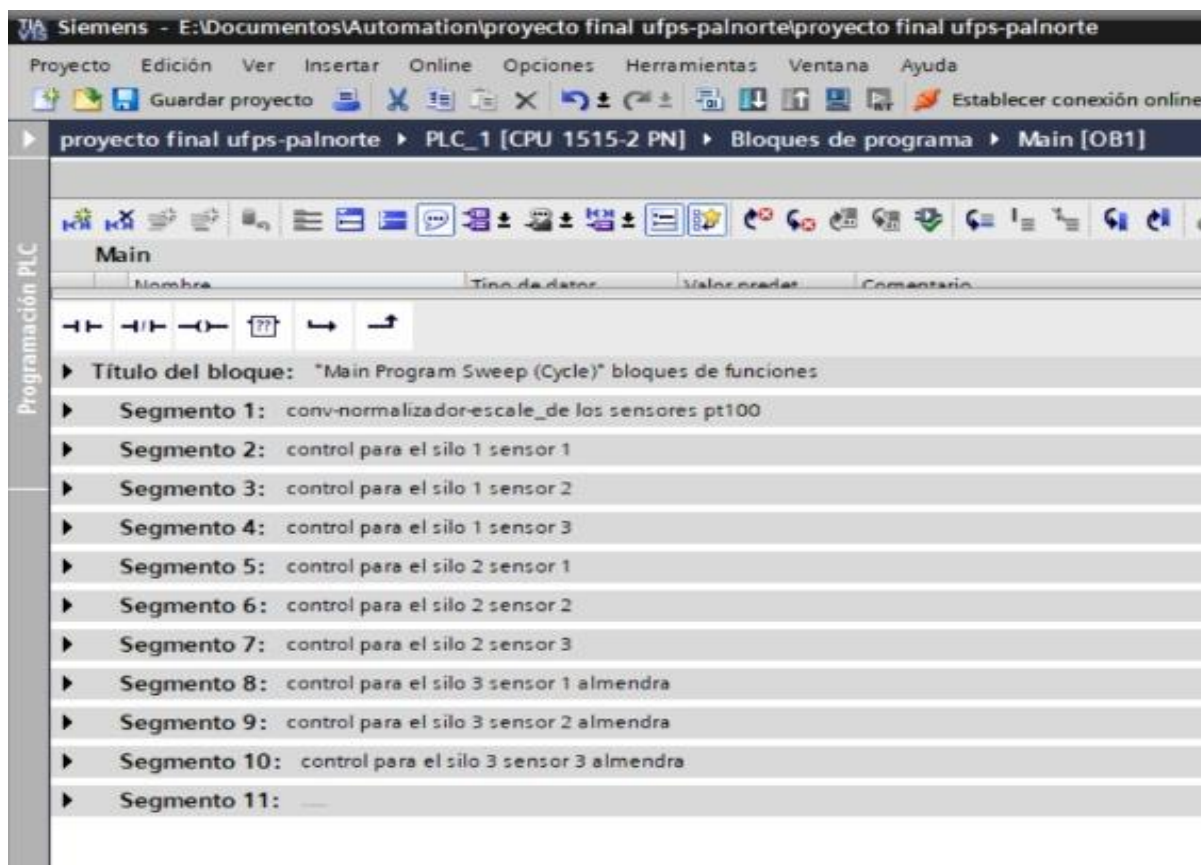 Siemens - E:\Documentos\Automation\proyecto final ufps-palnorte\proyecto final ufps-palnorte
Proyecto Edición Ver Insertar Online Opciones Herramientas Ventana Ayuda
Guardar proyecto Establecer conexión online
proyecto final ufps-palnorte PLC_1 [CPU 1515-2 PN] Bloques de programa Main [OB1]
Programación PLC
Main
Nombre Tipo de datos Valor predet. Comentario
??
Título del bloque: "Main Program Sweep (Cycle)" bloques de funciones
Segmento 1: conv-normalizador-escale_de los sensores pt100
Segmento 2: control para el silo 1 sensor 1
Segmento 3: control para el silo 1 sensor 2
Segmento 4: control para el silo 1 sensor 3
Segmento 5: control para el silo 2 sensor 1
Segmento 6: control para el silo 2 sensor 2
Segmento 7: control para el silo 2 sensor 3
Segmento 8: control para el silo 3 sensor 1 almendra
Segmento 9: control para el silo 3 sensor 2 almendra
Segmento 10: control para el silo 3 sensor 3 almendra
Segmento 11: